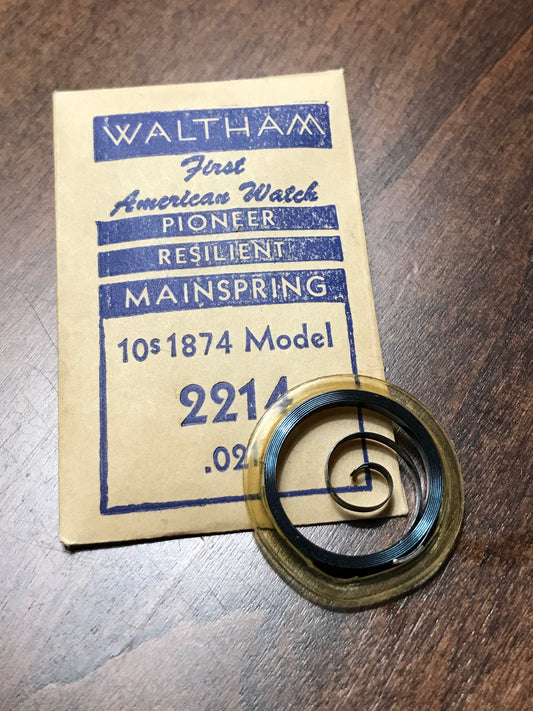 WALTHAM
First
American Watch
PIONEER
RESILIENT
MAINSPRING
10s 1874 Model
2214